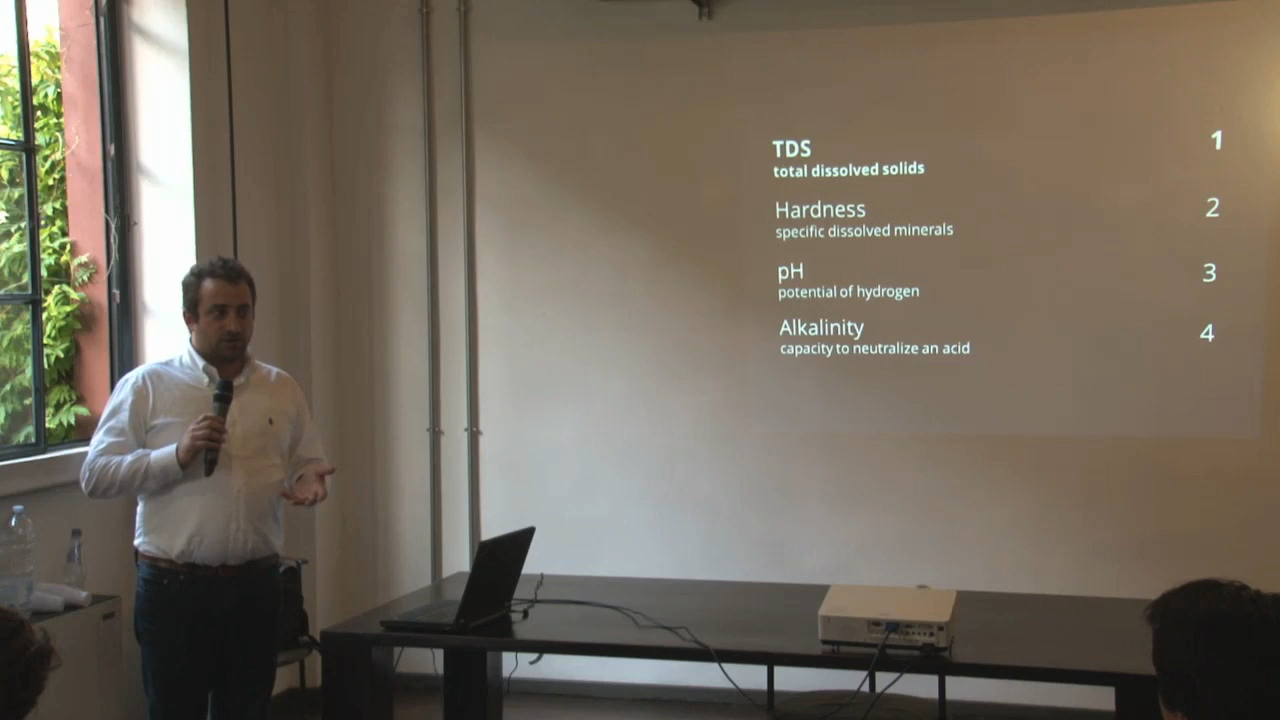 TDS 1
total dissolved solids
Hardness 2
specific dissolved minerals
pH 3
potential of hydrogen
Alkalinity 4
capacity to neutralize an acid